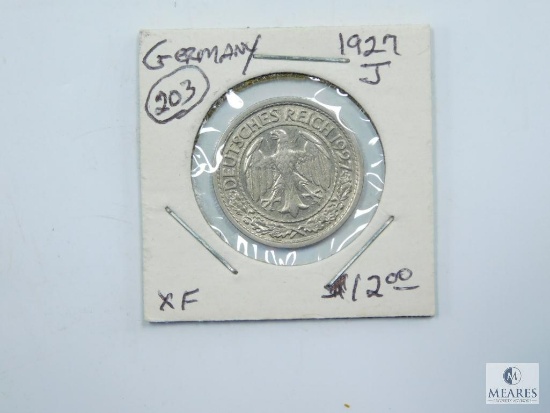 GERMANY 1927
203 J
DEUTSCHES REICH 1927
XF $12.00
MEARES